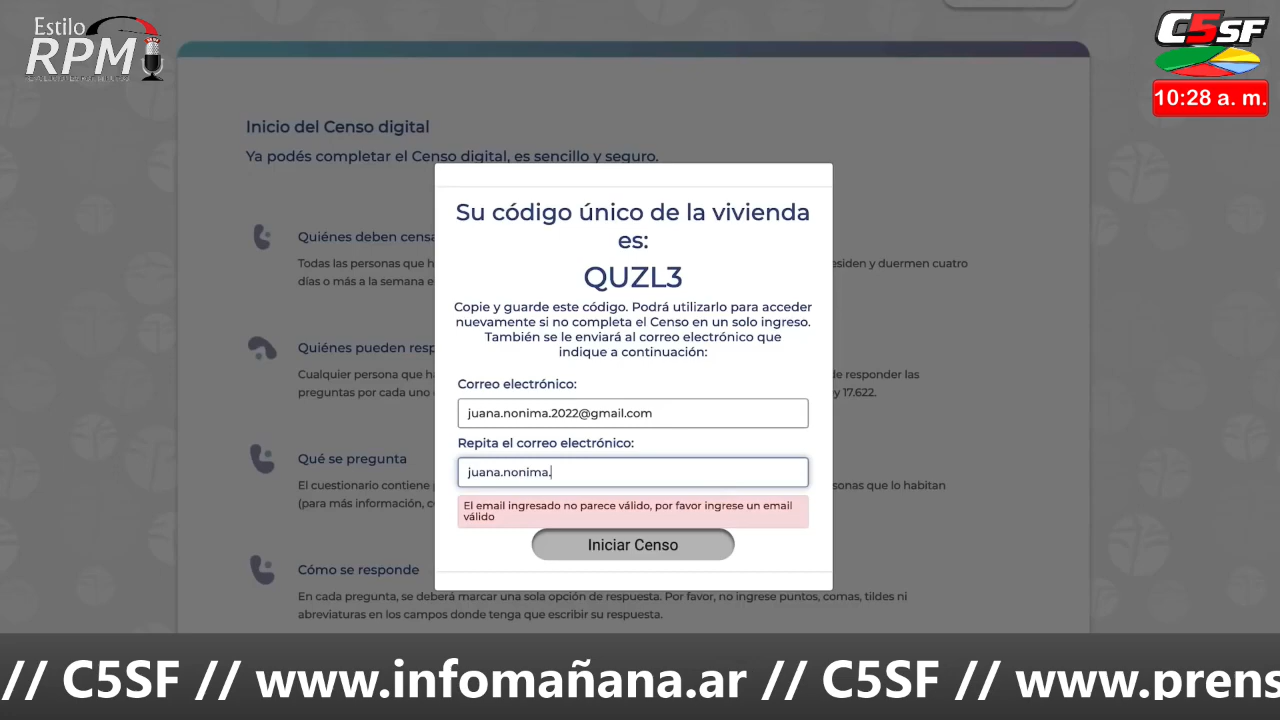 Estilo
RPM
C5SF
10:28 a. m.
Inicio del Censo digital
Ya podés completar el Censo digital, es sencillo y seguro.
Su código único de la vivienda
es:
QUZL3
Copie y guarde este código. Podrá utilizarlo para acceder
nuevamente si no completa el Censo en un solo ingreso.
También se le enviará al correo electrónico que
indique a continuación:
Correo electrónico:
juana.nonima.2022@gmail.com
Repita el correo electrónico:
juana.nonima.
El email ingresado no parece válido, por favor ingrese un email
válido
Iniciar Censo
Quiénes deben censa
Todas las personas que h
siden y duermen cuatro
días o más a la semana e
Quiénes pueden resp
Cualquier persona que ha
de responder las
preguntas por cada uno
ey 17.622.
Qué se pregunta
El cuestionario contiene
sonas que lo habitan
(para más información, c
Cómo se responde
En cada pregunta, se deberá marcar una sola opción de respuesta. Por favor, no ingrese puntos, comas, tildes ni
abreviaturas en los campos donde tenga que escribir su respuesta.
// C5SF // www.infomañana.ar // C5SF // www.prens